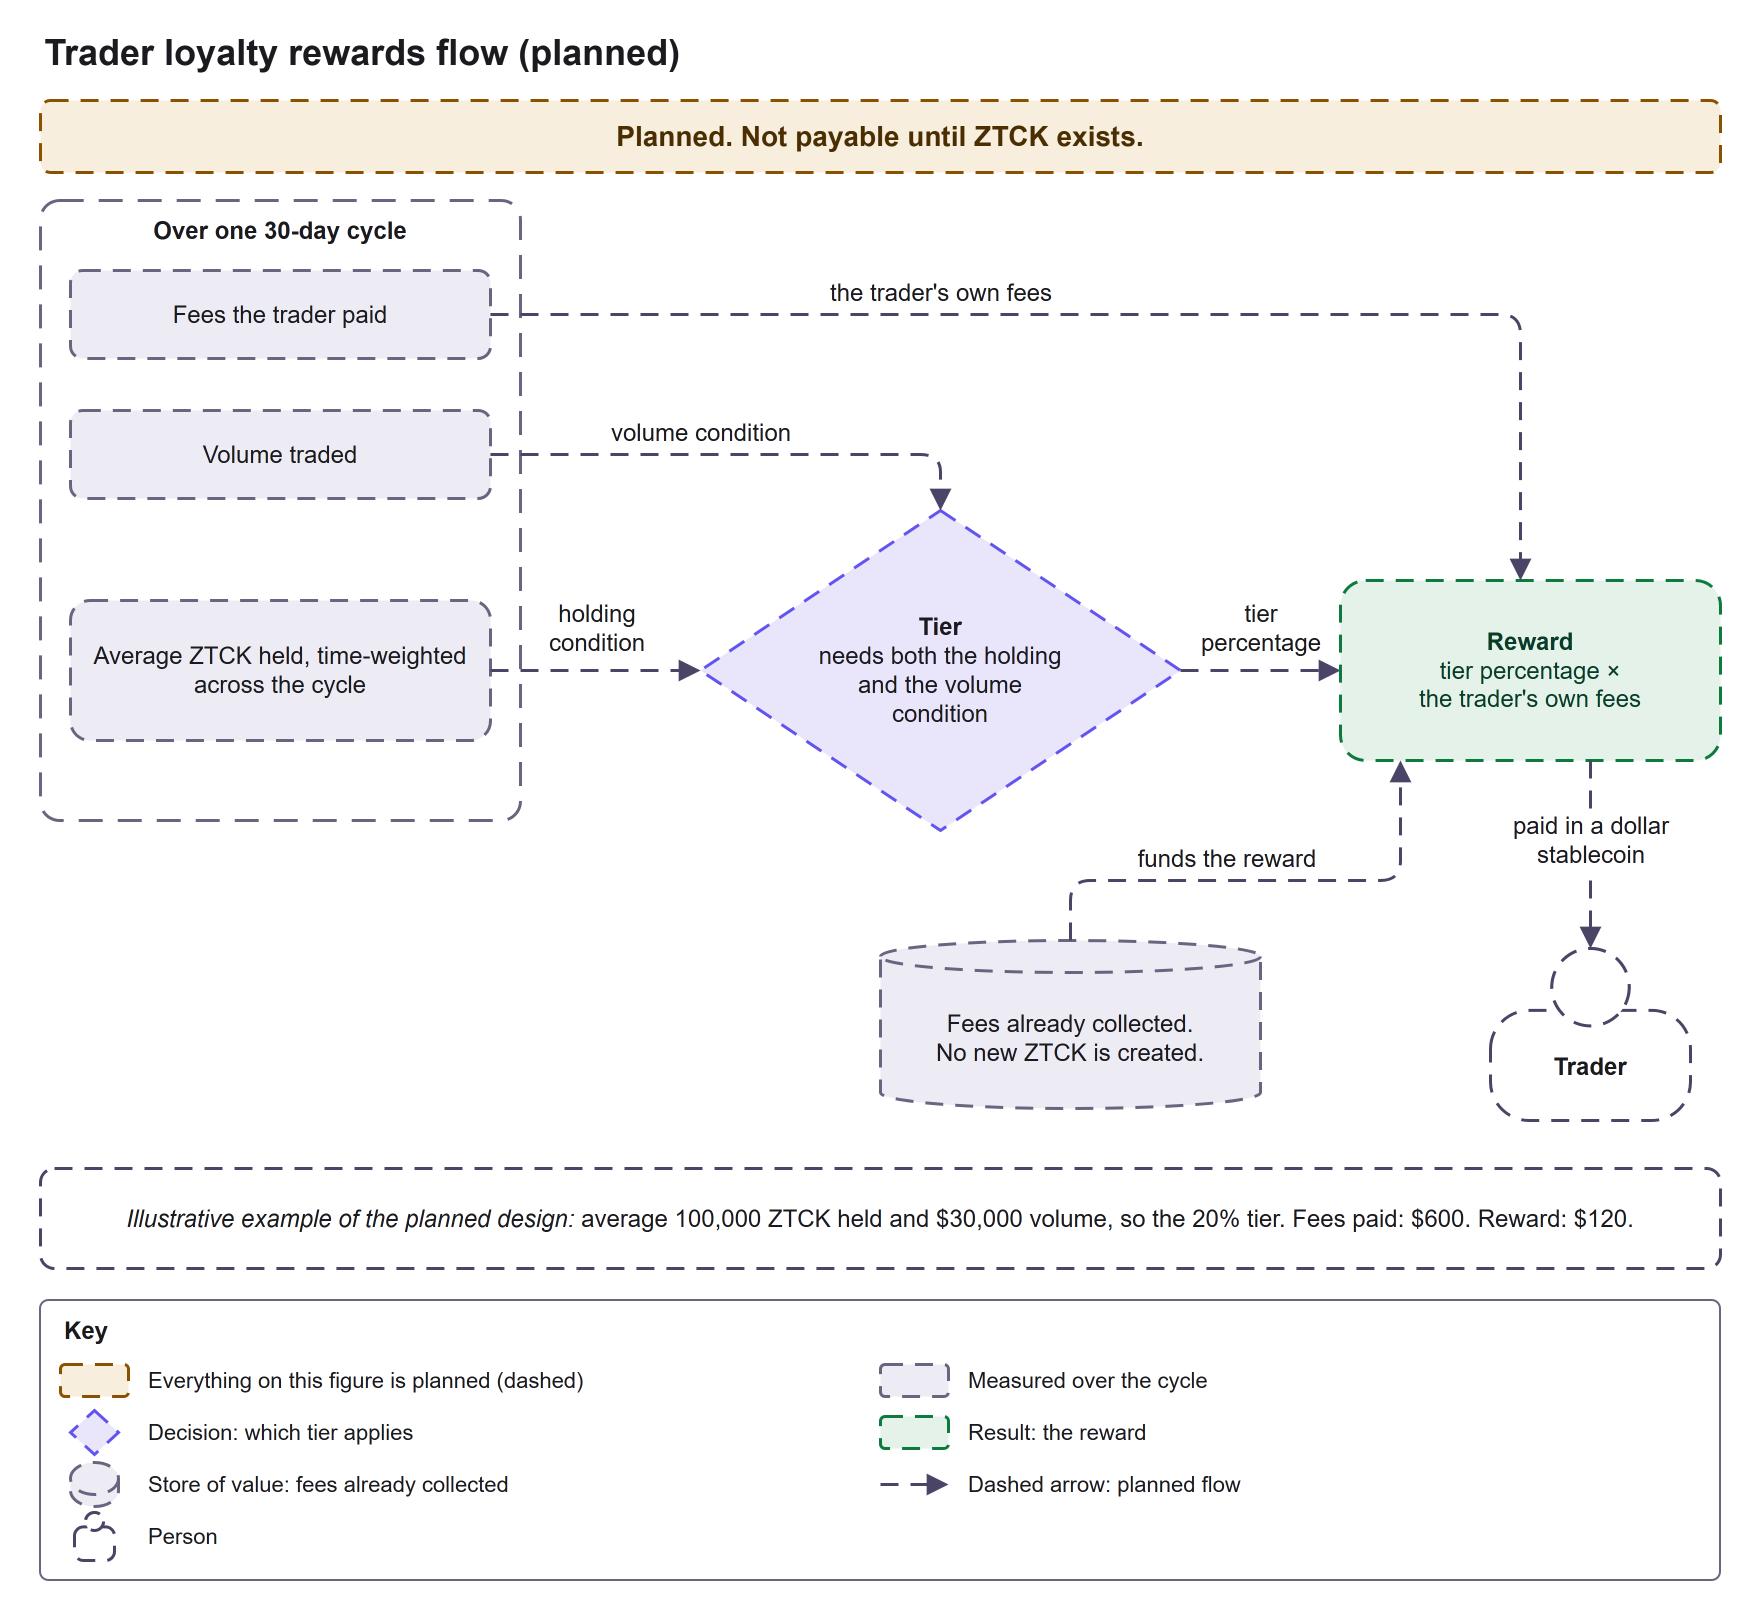 Trader loyalty rewards flow (planned)
Planned. Not payable until ZTCK exists.
Over one 30-day cycle
Fees the trader paid
the trader's own fees
Volume traded
volume condition
Average ZTCK held, time-weighted
across the cycle
holding
condition
Tier
needs both the holding
and the volume
condition
tier
percentage
Reward
tier percentage ×
the trader's own fees
funds the reward
paid in a dollar
stablecoin
Fees already collected.
No new ZTCK is created.
Trader
Illustrative example of the planned design: average 100,000 ZTCK held and $30,000 volume, so the 20% tier. Fees paid: $600. Reward: $120.
Key
Everything on this figure is planned (dashed)
Measured over the cycle
Decision: which tier applies
Result: the reward
Store of value: fees already collected
Dashed arrow: planned flow
Person